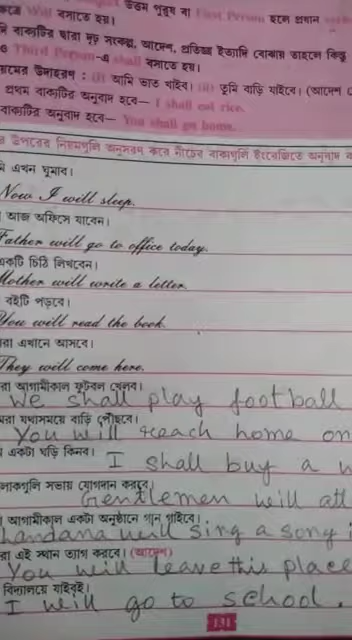 উত্তম পুরুষ বা First Person হলে প্রধান
Will বসাতে হয়।
বাক্যটির দ্বারা দৃঢ় সংকল্প, আদেশ, প্রতিজ্ঞা ইত্যাদি বোঝায় তাহলে কিন্তু
ও Third Person-এ shall বসাতে হয়।
উদাহরণ : (i) আমি ভাত খাইব। (ii) তুমি বাড়ি যাইবে। (আদেশ
প্রথম বাক্যটির অনুবাদ হবে— I shall eat rice.
বাক্যটির অনুবাদ হবে— You shall go home.
উপরের নিয়মগুলি অনুসরণ করে নীচের বাক্যগুলি ইংরেজিতে অনুবাদ
এখন ঘুমাব।
Now I will sleep.
আজ অফিসে যাবেন।
Father will go to office today.
একটি চিঠি লিখবেন।
Mother will write a letter.
বইটি পড়বে।
You will read the book.
রা এখানে আসবে।
They will come here.
রা আগামীকাল ফুটবল খেলব।
We shall play football
মরা যথাসময়ে বাড়ি পৌঁছবে।
You will reach home on
একটা ঘড়ি কিনব।
I shall buy a
লোকগুলি সভায় যোগদান করবে।
Gentlemen will att
আগামীকাল একটা অনুষ্ঠানে গান গাইবে।
handana will sing a song i
রা এই স্থান ত্যাগ করবে। (আদেশ)
You will leave this place
বিদ্যালয়ে যাইবই।
I will go to school.
131